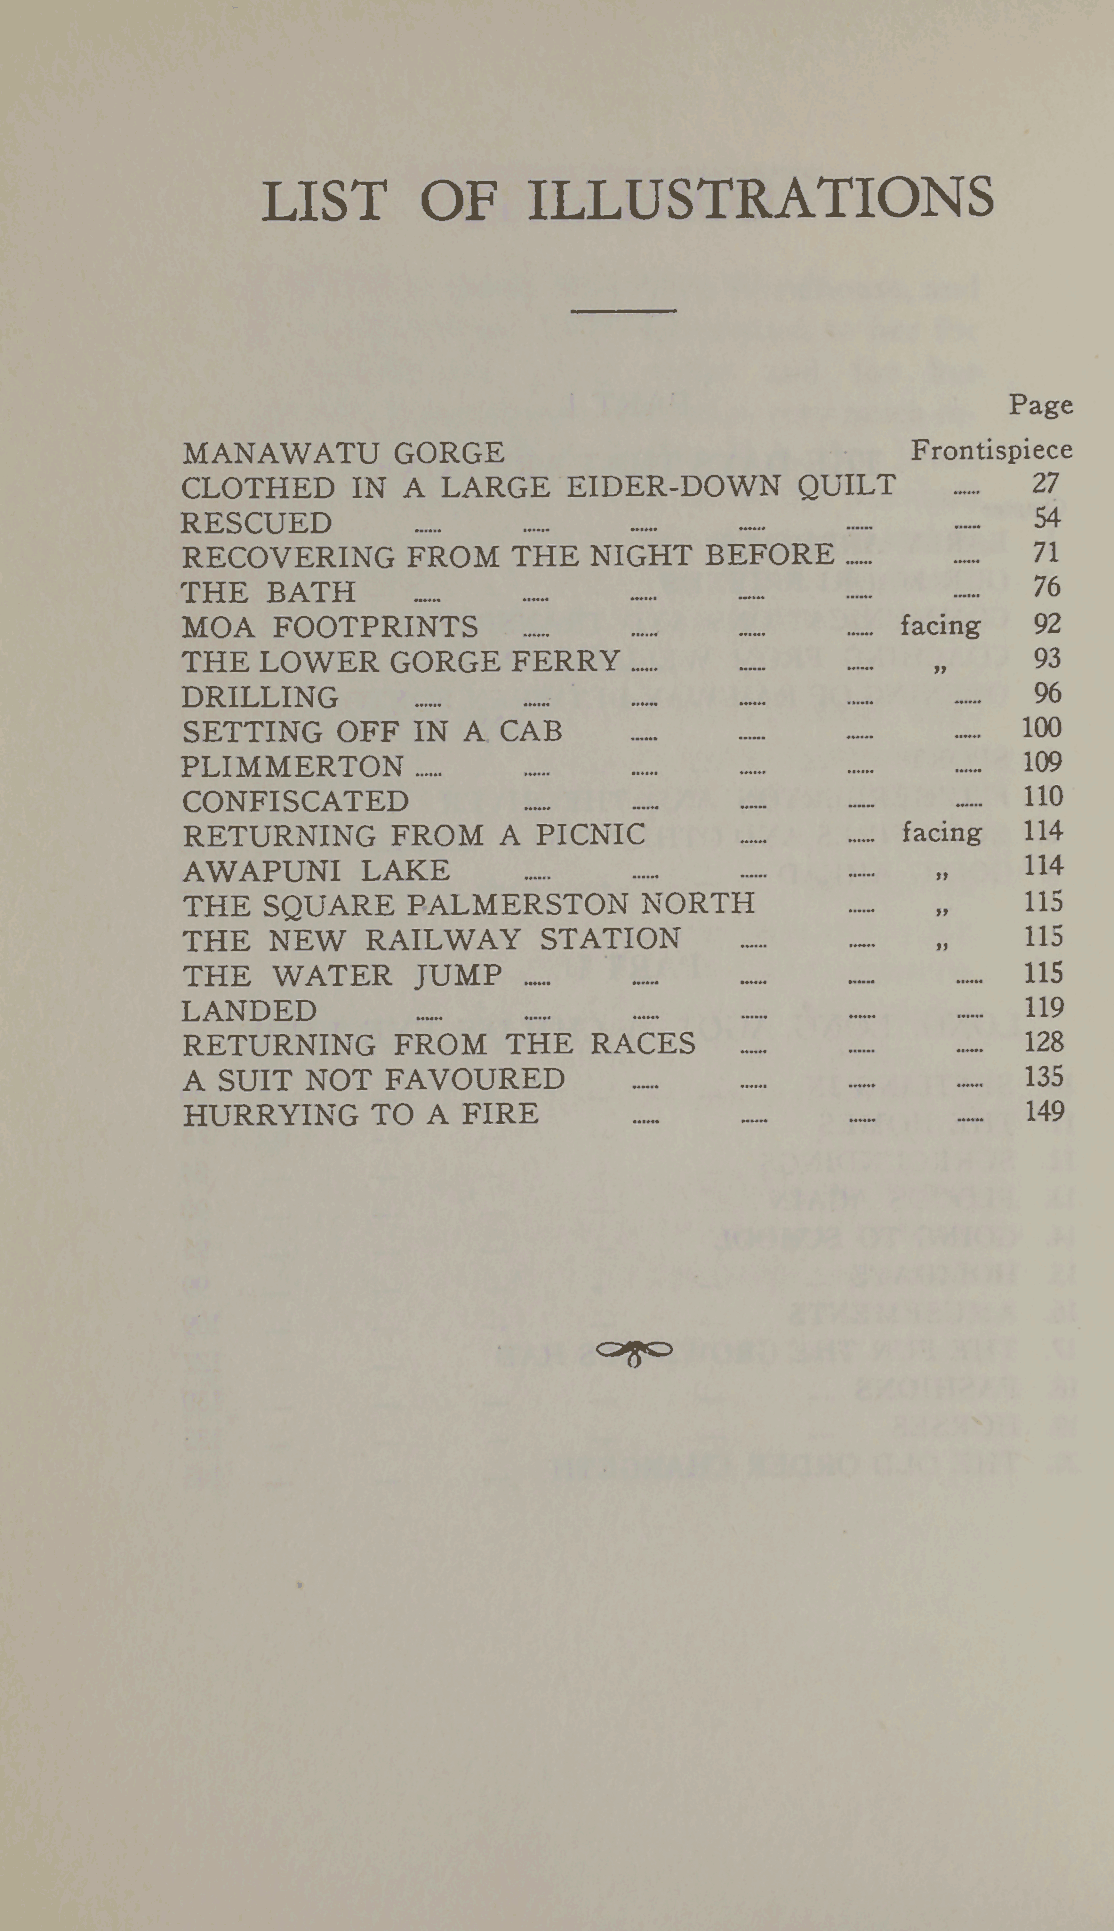 LIST OF ILLUSTRATIONS
Page
MANAWATU GORGE Frontispiece
CLOTHED IN A LARGE EIDER-DOWN QUILT ...... 27
RESCUED ...... ...... ...... ...... ...... ...... 54
RECOVERING FROM THE NIGHT BEFORE ...... ...... 71
THE BATH ...... ...... ...... ...... ...... ...... 76
MOA FOOTPRINTS ...... ...... ...... ...... facing 92
THE LOWER GORGE FERRY ...... ...... ...... „ 93
DRILLING ...... ...... ...... ...... ...... ...... 96
SETTING OFF IN A CAB ...... ...... ...... ...... 100
PLIMMERTON ...... ...... ...... ...... ...... ...... 109
CONFISCATED ...... ...... ...... ...... ...... 110
RETURNING FROM A PICNIC ...... ...... facing 114
AWAPUNI LAKE ...... ...... ...... ...... „ 114
THE SQUARE PALMERSTON NORTH ...... „ 115
THE NEW RAILWAY STATION ...... ...... „ 115
THE WATER JUMP ...... ...... ...... ...... ...... 115
LANDED ...... ...... ...... ...... ...... ...... 119
RETURNING FROM THE RACES ...... ...... ...... 128
A SUIT NOT FAVOURED ...... ...... ...... ...... 135
HURRYING TO A FIRE ...... ...... ...... ...... 149